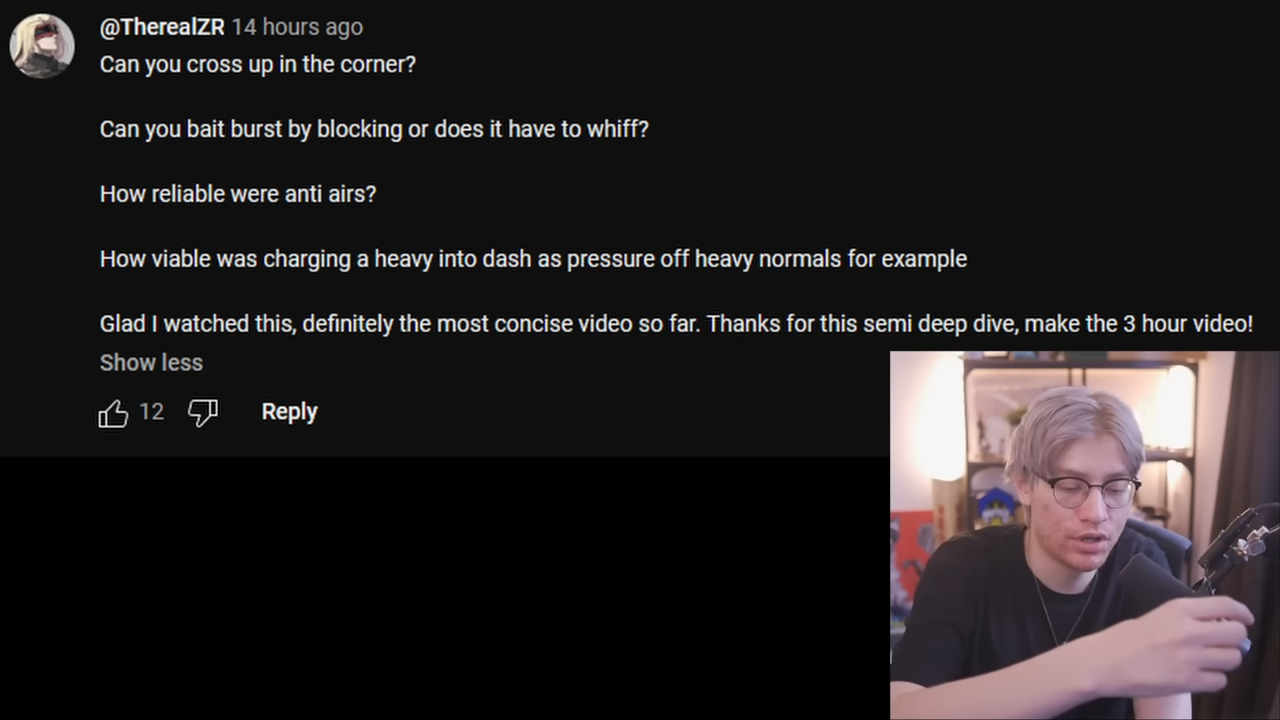 @TherealZR 14 hours ago
Can you cross up in the corner?
Can you bait burst by blocking or does it have to whiff?
How reliable were anti airs?
How viable was charging a heavy into dash as pressure off heavy normals for example
Glad I watched this, definitely the most concise video so far. Thanks for this semi deep dive, make the 3 hour video!
Show less
12 Reply